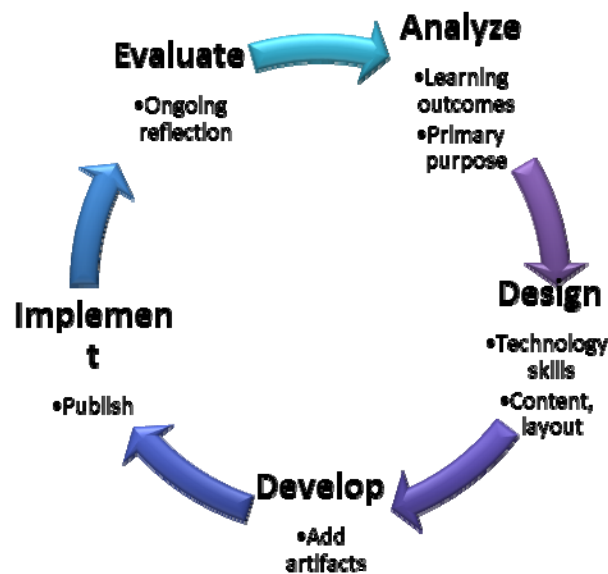 Analyze
•Learning
outcomes
•Primary
purpose
Design
•Technology
skills
•Content,
layout
Develop
•Add
artifacts
Implemen
t
•Publish
Evaluate
•Ongoing
reflection